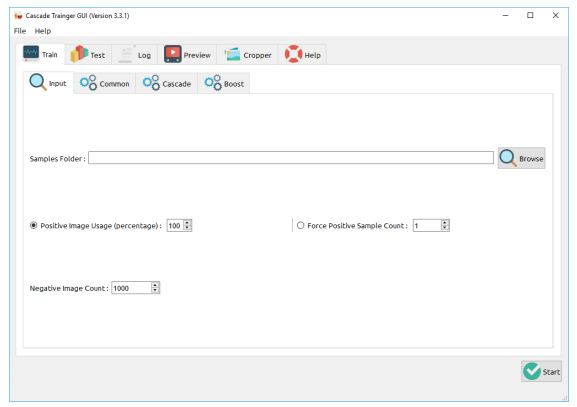 Cascade Trainger GUI (Version 3.3.1)
File Help
Train Test Log Preview Cropper Help
Input Common Cascade Boost
Samples Folder : Browse
Positive Image Usage (percentage) : 100 Force Positive Sample Count : 1
Negative Image Count : 1000
Start